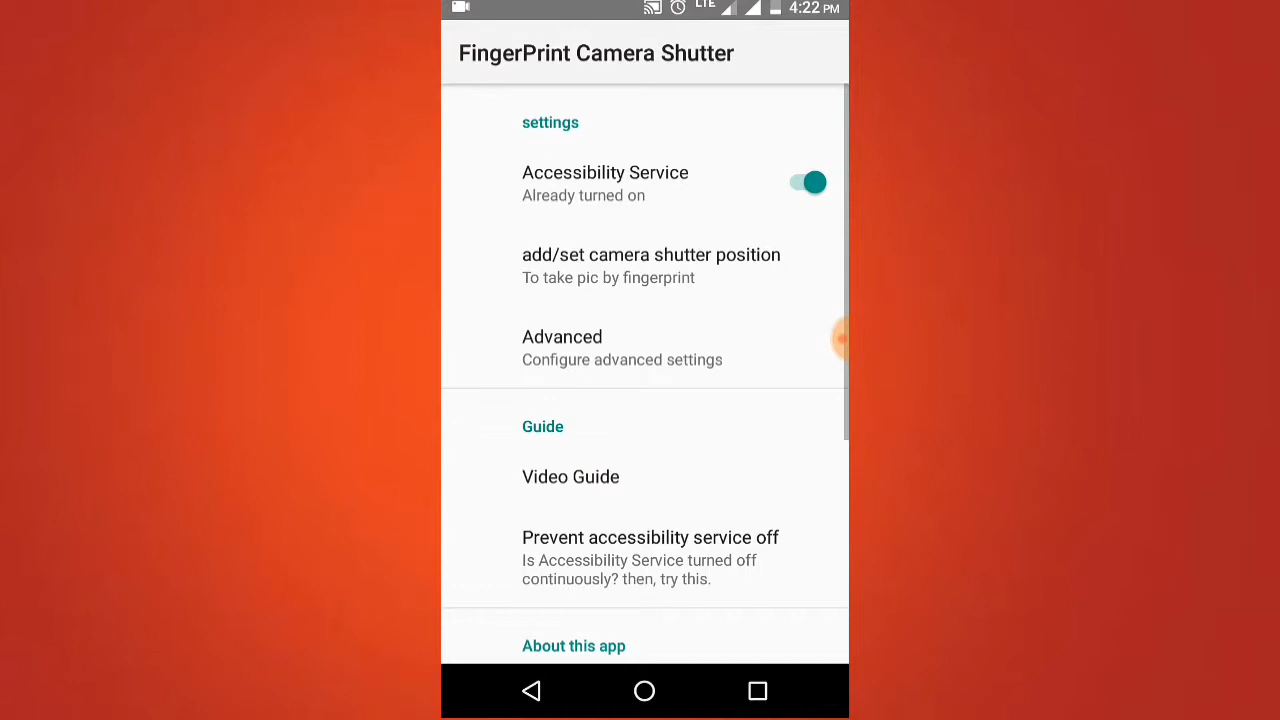 LTE 4:22 PM
FingerPrint Camera Shutter
settings
Accessibility Service
Already turned on
add/set camera shutter position
To take pic by fingerprint
Advanced
Configure advanced settings
Guide
Video Guide
Prevent accessibility service off
Is Accessibility Service turned off
continuously? then, try this.
About this app